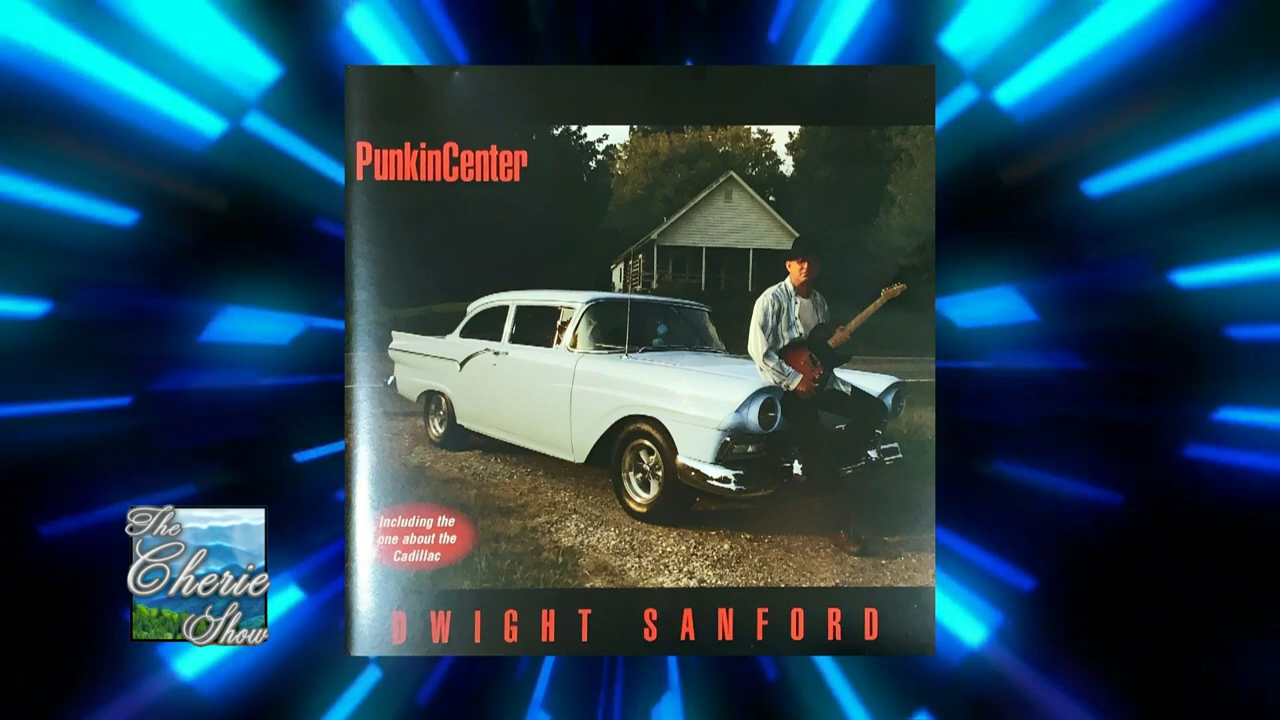 PunkinCenter
Including the
one about the
Cadillac
DWIGHT SANFORD
The
Cherie
Show